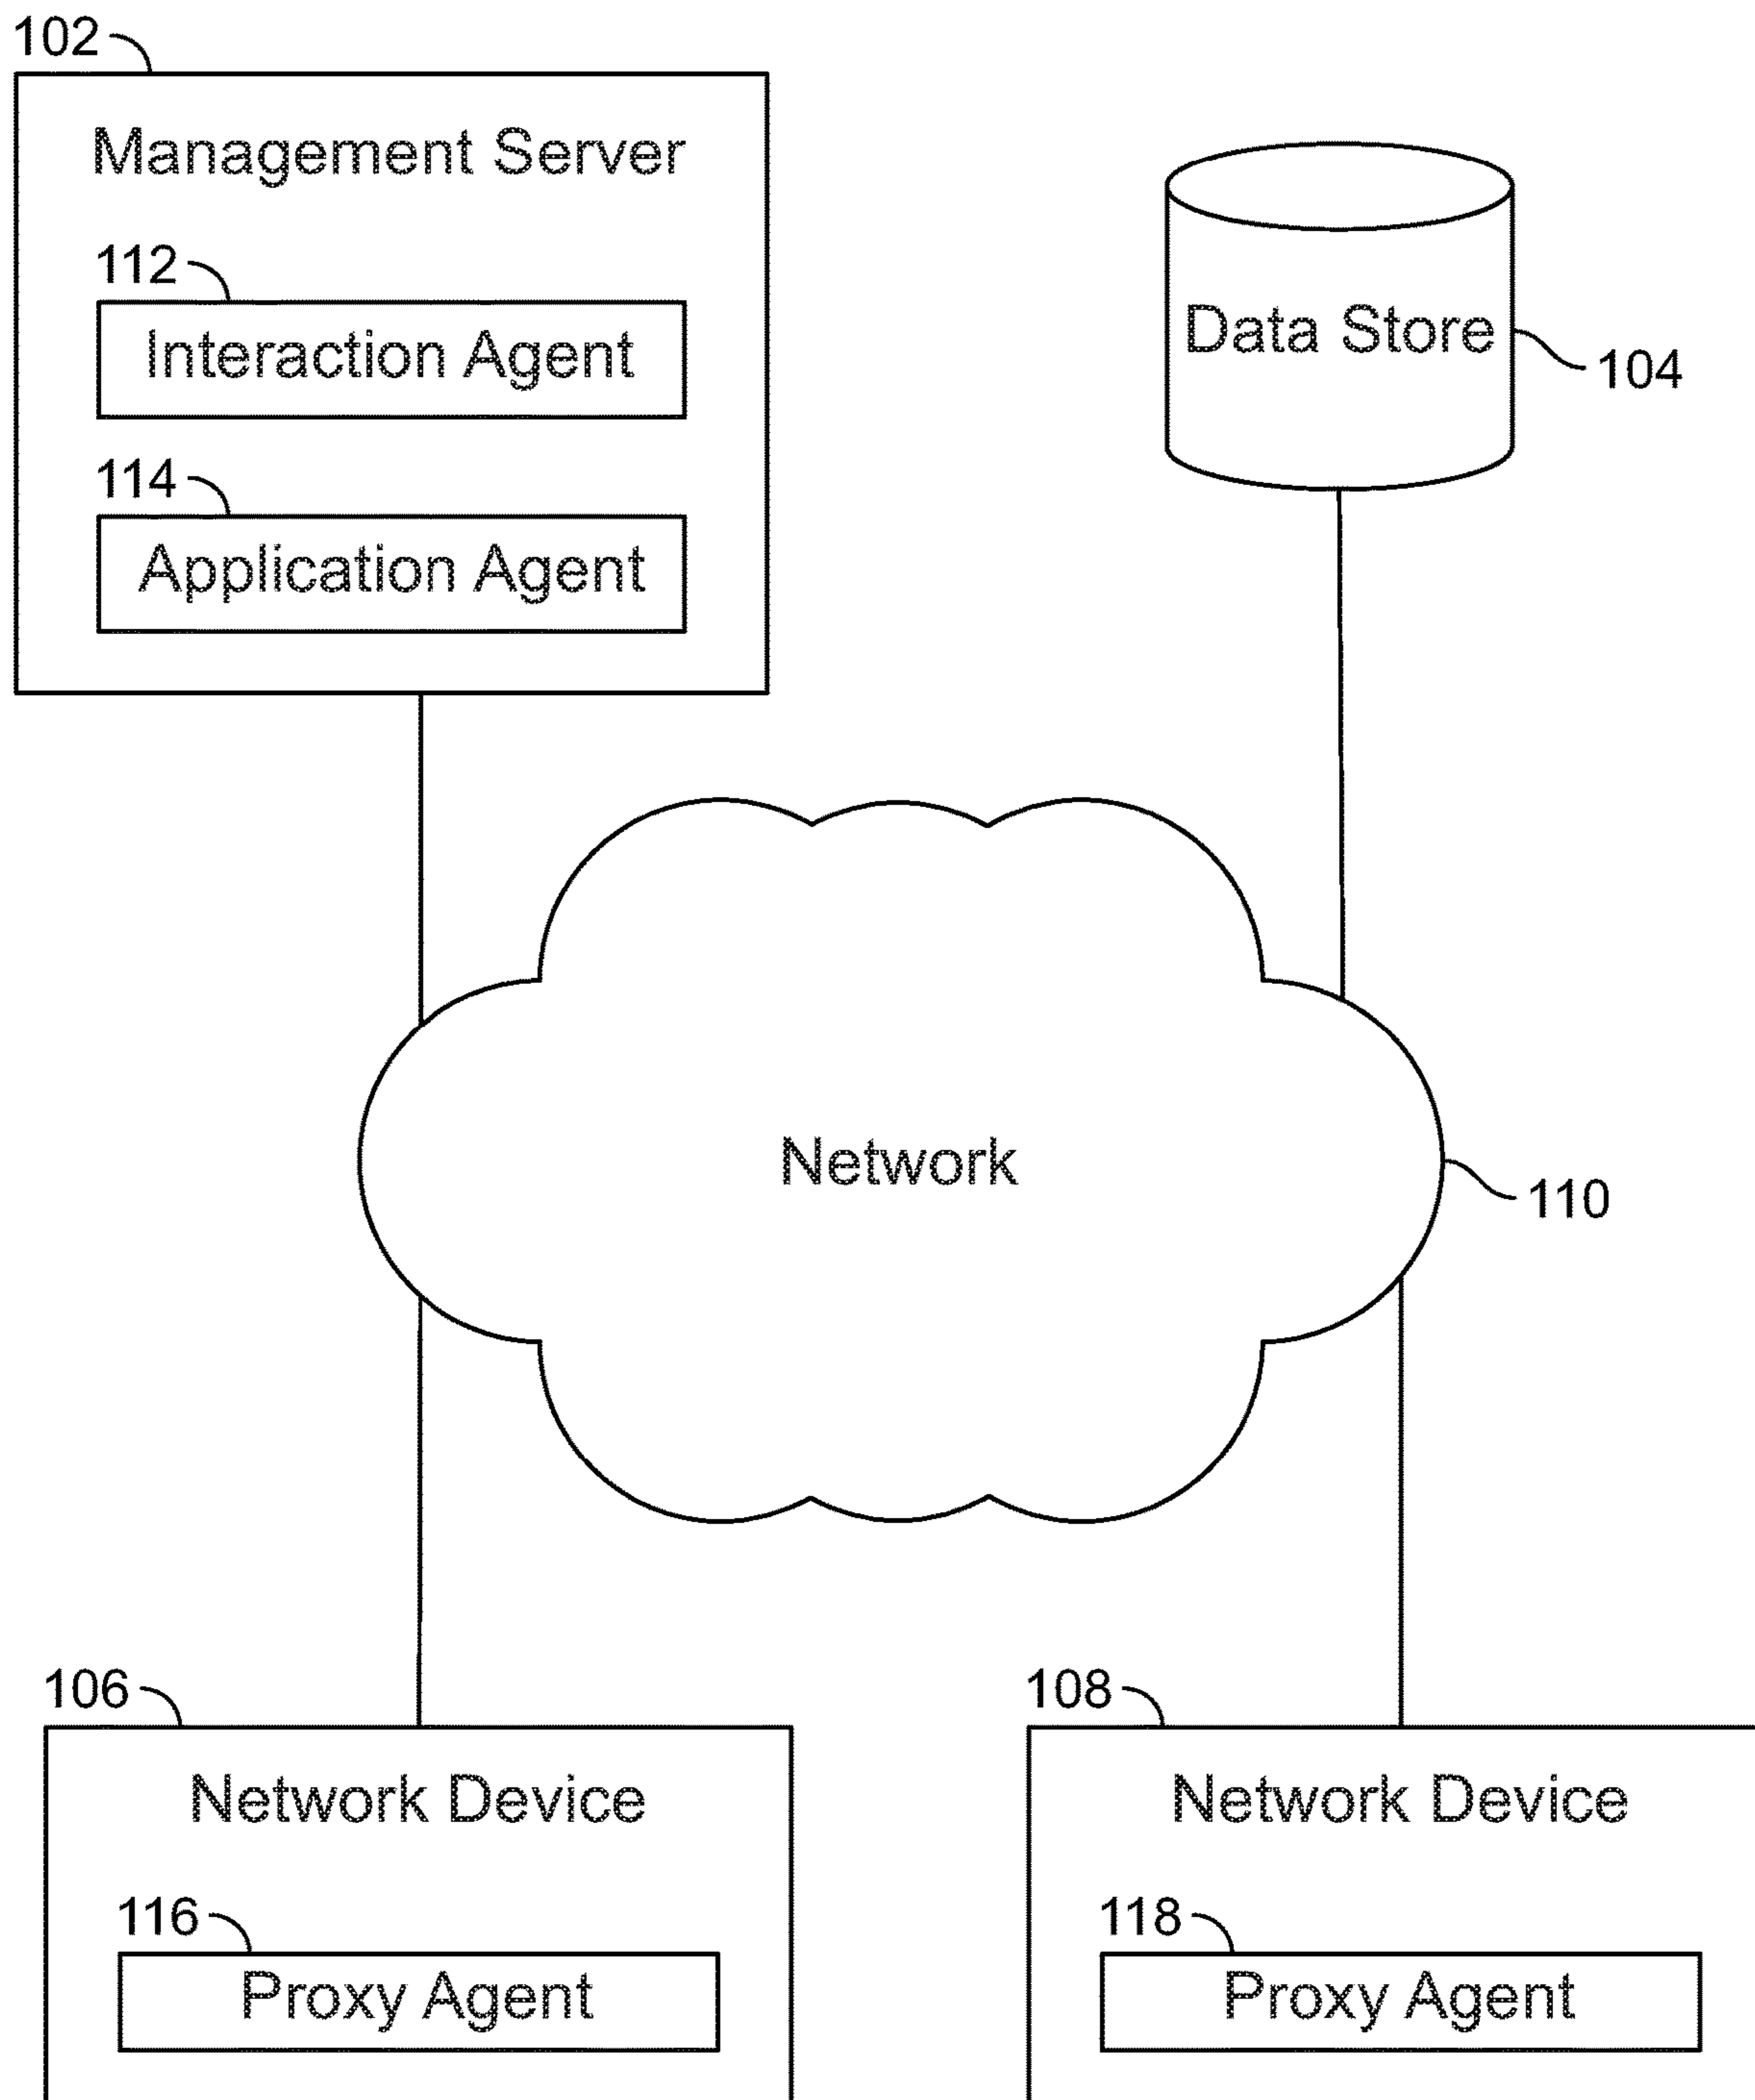 102
Management Server
112
Interaction Agent
114
Application Agent
Data Store
104
Network
110
106
Network Device
116
Proxy Agent
108
Network Device
118
Proxy Agent